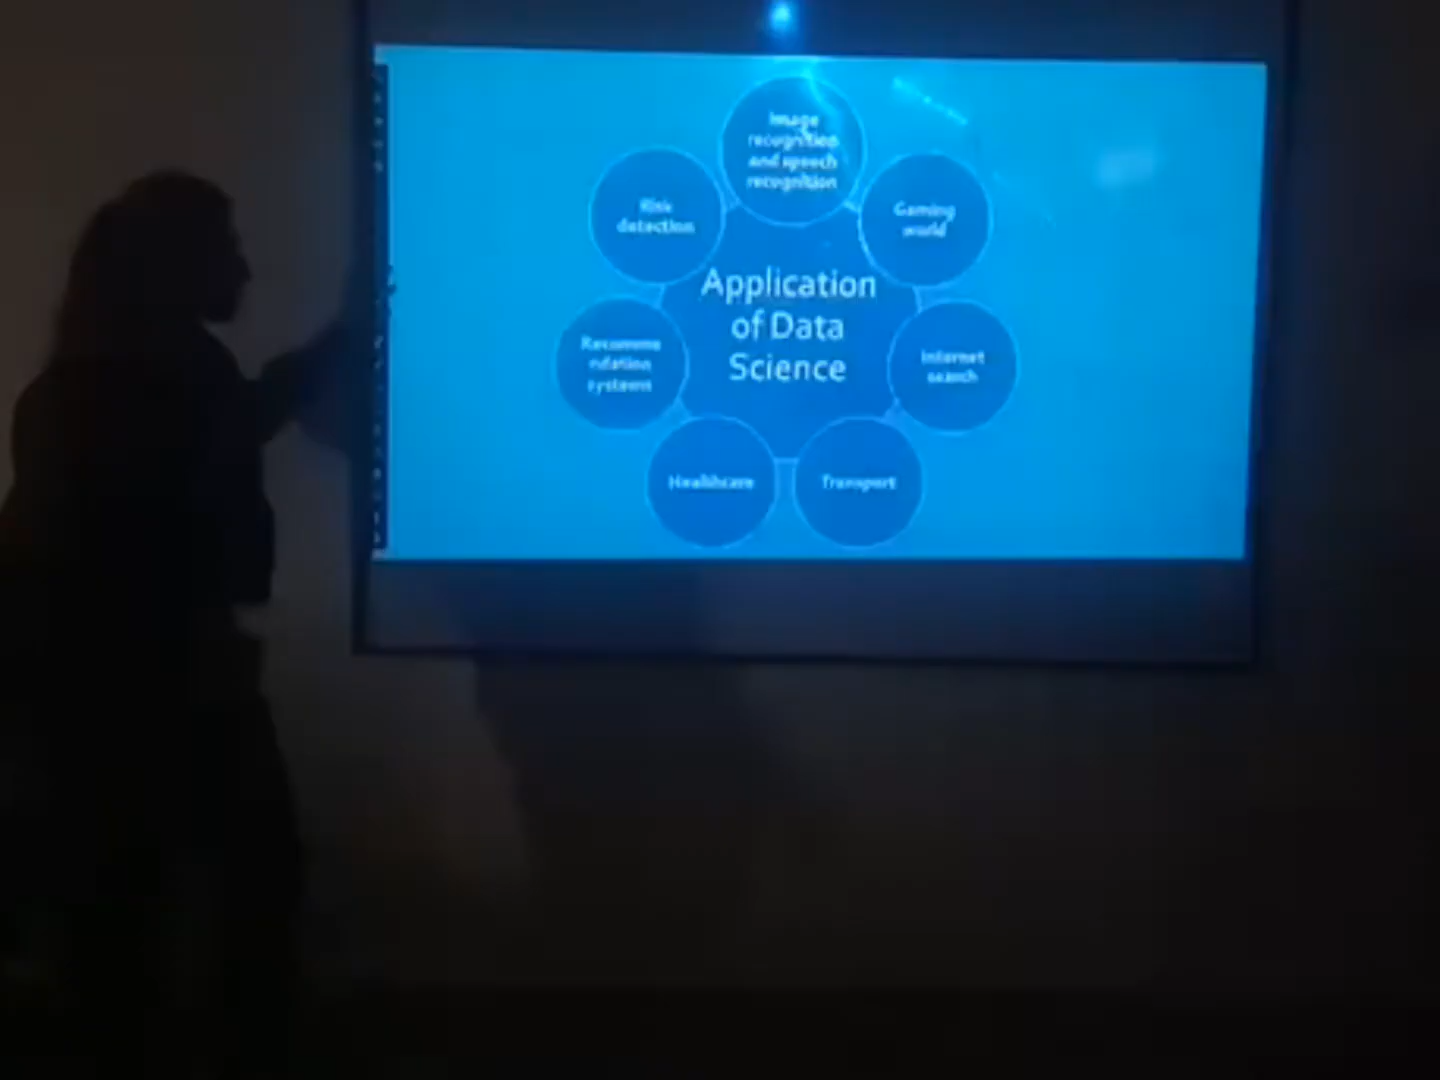 Image
recognition
and speech
recognition
Gaming
world
Internet
search
Transport
Healthcare
Recomme
ndation
systems
Risk
detection
Application
of Data
Science